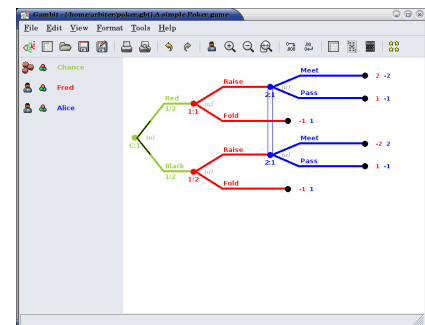 Gambit - /home/arbiter/poker.gbt] A simple Poker game
File Edit View Format Tools Help
Chance
Fred
Alice
Meet
2 -2
Raise
2:1
(u)
Pass
1 -1
Red
1/2
1:1
(u)
Fold
-1 1
C:1
(u)
Meet
-2 2
Raise
2:1
(u)
Pass
1 -1
Black
1/2
1:2
(u)
Fold
-1 1